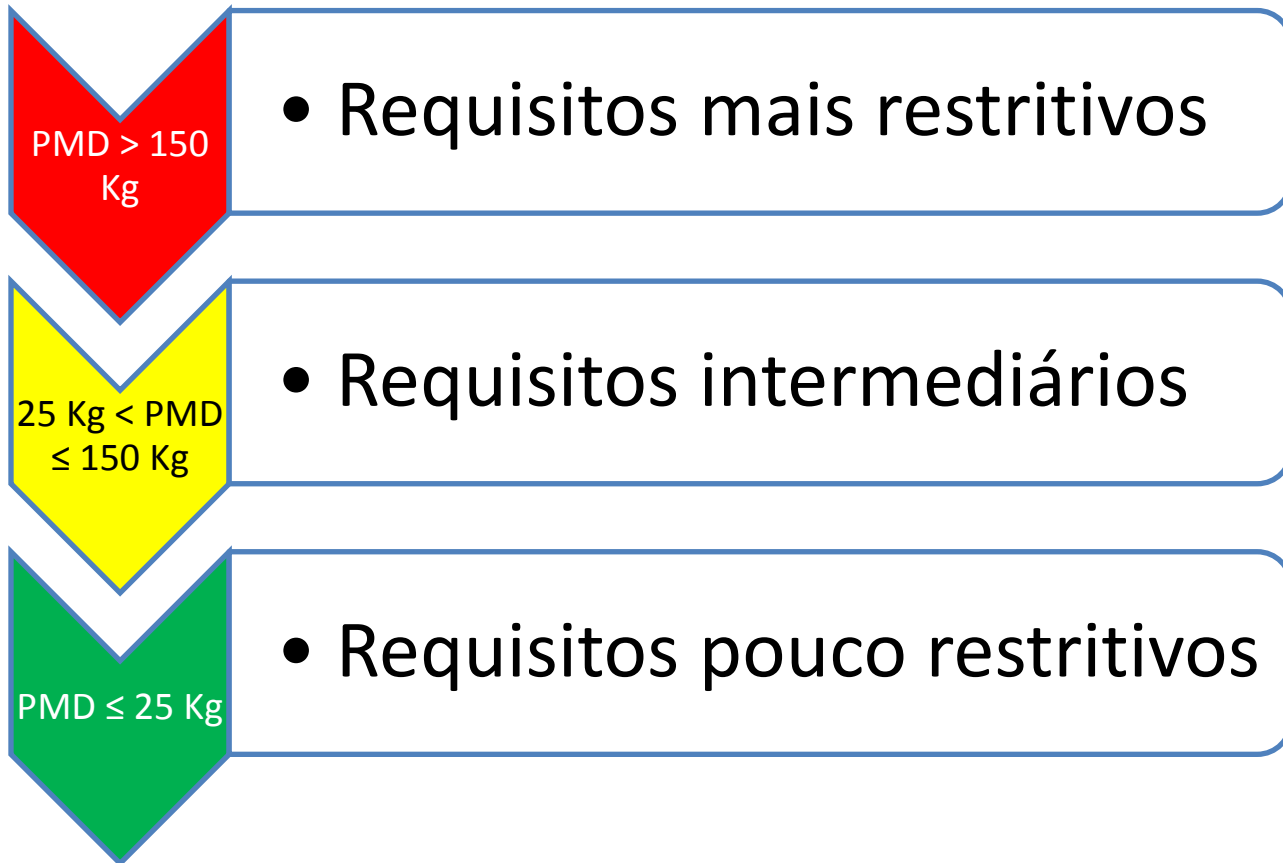 PMD > 150
Kg
• Requisitos mais restritivos
25 Kg < PMD
≤ 150 Kg
• Requisitos intermediários
PMD ≤ 25 Kg
• Requisitos pouco restritivos